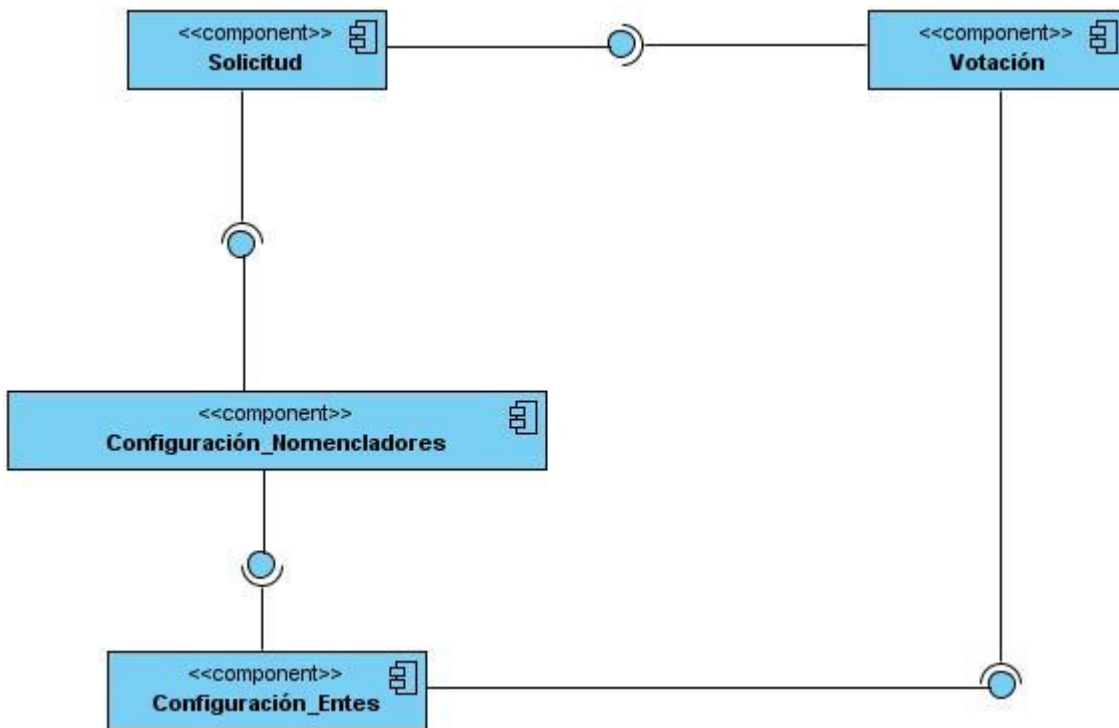 <<component>>
Solicitud
<<component>>
Votación
<<component>>
Configuración_Nomencladores
<<component>>
Configuración_Entes